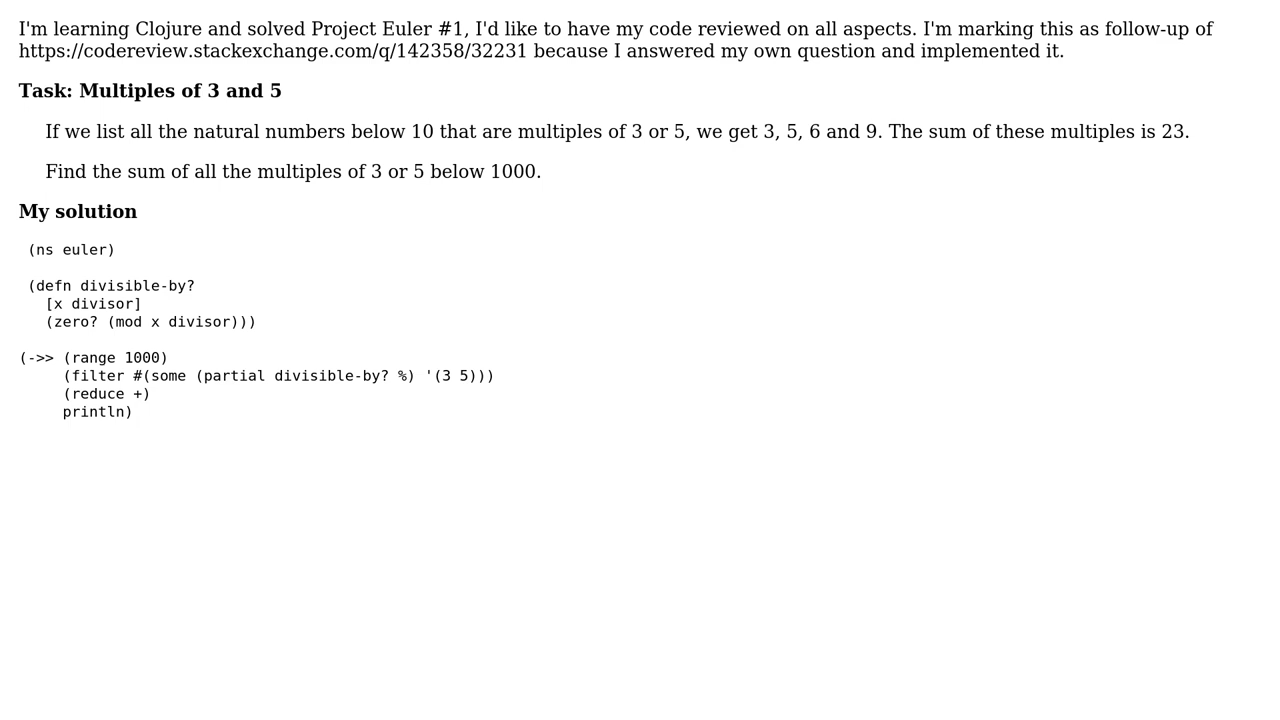 I'm learning Clojure and solved Project Euler #1, I'd like to have my code reviewed on all aspects. I'm marking this as follow-up of
https://codereview.stackexchange.com/q/142358/32231 because I answered my own question and implemented it.
Task: Multiples of 3 and 5
If we list all the natural numbers below 10 that are multiples of 3 or 5, we get 3, 5, 6 and 9. The sum of these multiples is 23.
Find the sum of all the multiples of 3 or 5 below 1000.
My solution
(ns euler)
(defn divisible-by?
[x divisor]
(zero? (mod x divisor)))
(->> (range 1000)
(filter #(some (partial divisible-by? %) '(3 5)))
(reduce +)
println)